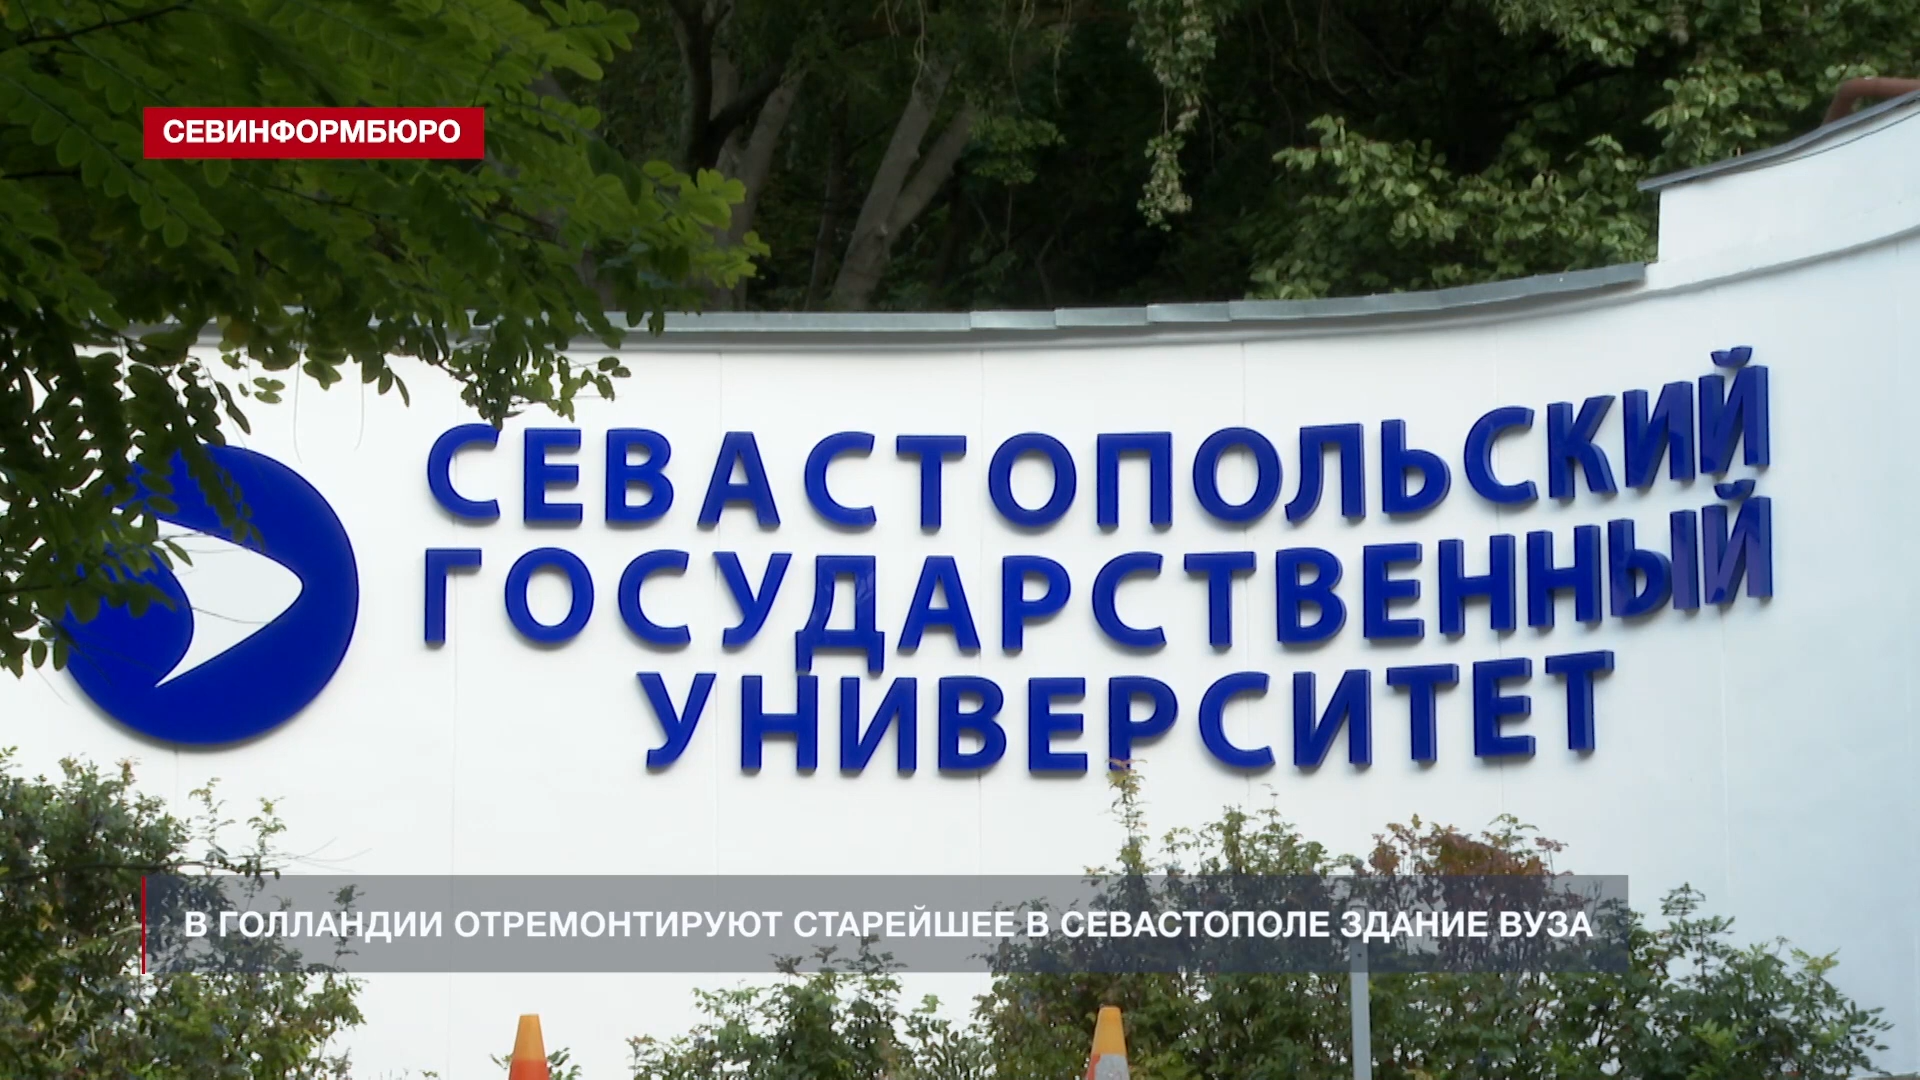 СЕВИНФОРМБЮРО
СЕВАСТОПОЛЬСКИЙ
ГОСУДАРСТВЕННЫЙ
УНИВЕРСИТЕТ
В ГОЛЛАНДИИ ОТРЕМОНТИРУЮТ СТАРЕЙШЕЕ В СЕВАСТОПОЛЕ ЗДАНИЕ ВУЗА